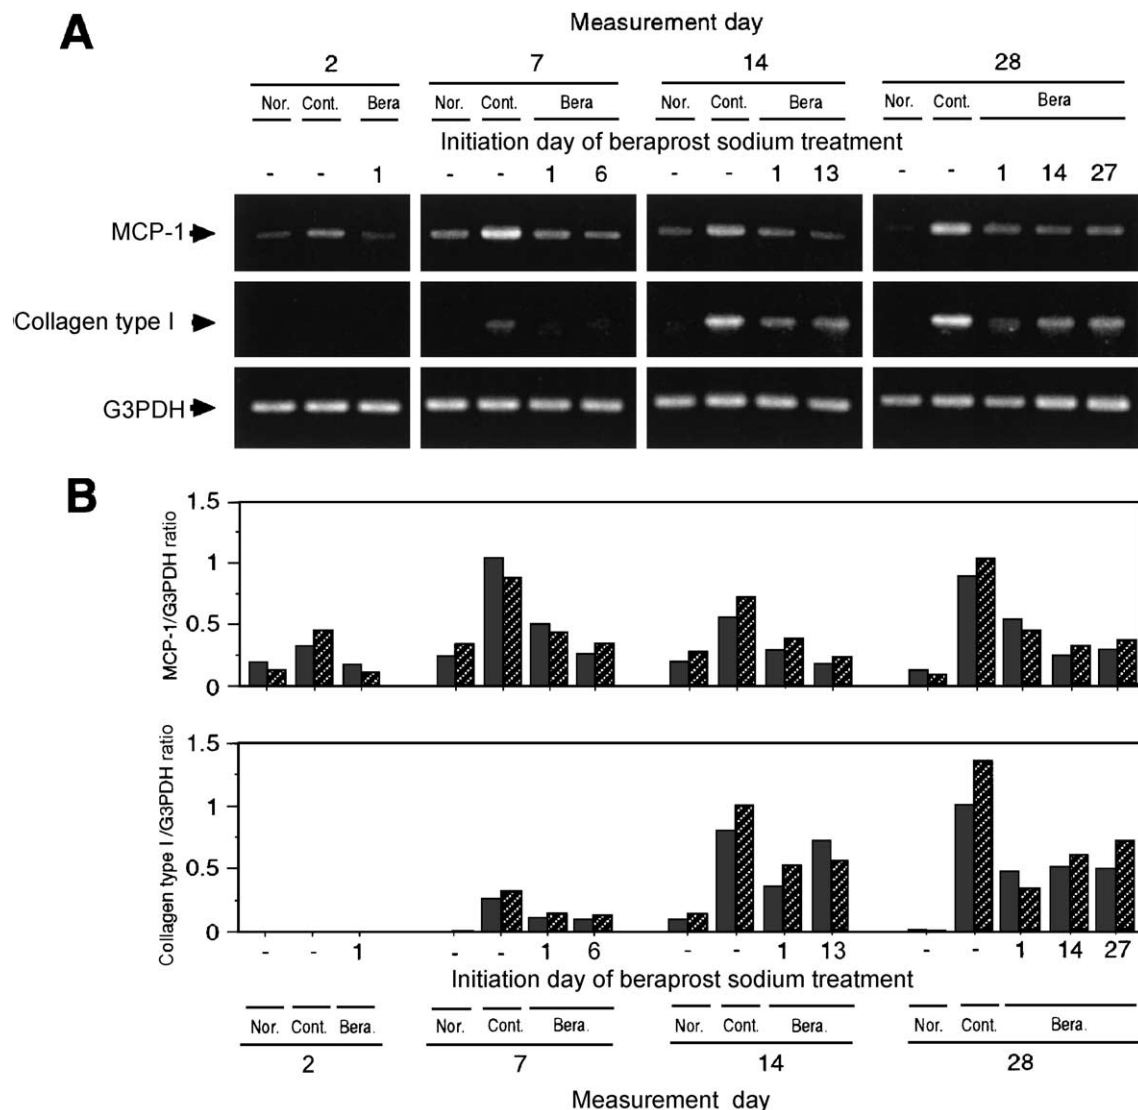 A
Measurement day
2 7 14 28
Nor. Cont. Bera Nor. Cont. Bera Nor. Cont. Bera Nor. Cont. Bera
Initiation day of beraprost sodium treatment
- - 1 - - 1 6 - - 1 13 - - 1 14 27
MCP-1
Collagen type I
G3PDH
B
MCP-1/G3PDH ratio
1.5
1
0.5
0
Collagen type I /G3PDH ratio
1.5
1
0.5
0
- - 1 - - 1 6 - - 1 13 - - 1 14 27
Initiation day of beraprost sodium treatment
Nor. Cont. Bera. Nor. Cont. Bera. Nor. Cont. Bera. Nor. Cont. Bera.
2 7 14 28
Measurement day